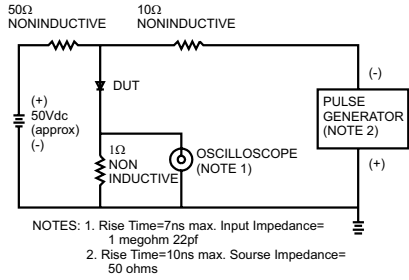 50Ω
NONINDUCTIVE
10Ω
NONINDUCTIVE
DUT
(+)
50Vdc
(approx)
(-)
1Ω
NON
INDUCTIVE
OSCILLOSCOPE
(NOTE 1)
(-)
PULSE
GENERATOR
(NOTE 2)
(+)
NOTES: 1. Rise Time=7ns max. Input Impedance=
1 megohm 22pf
2. Rise Time=10ns max. Sourse Impedance=
50 ohms